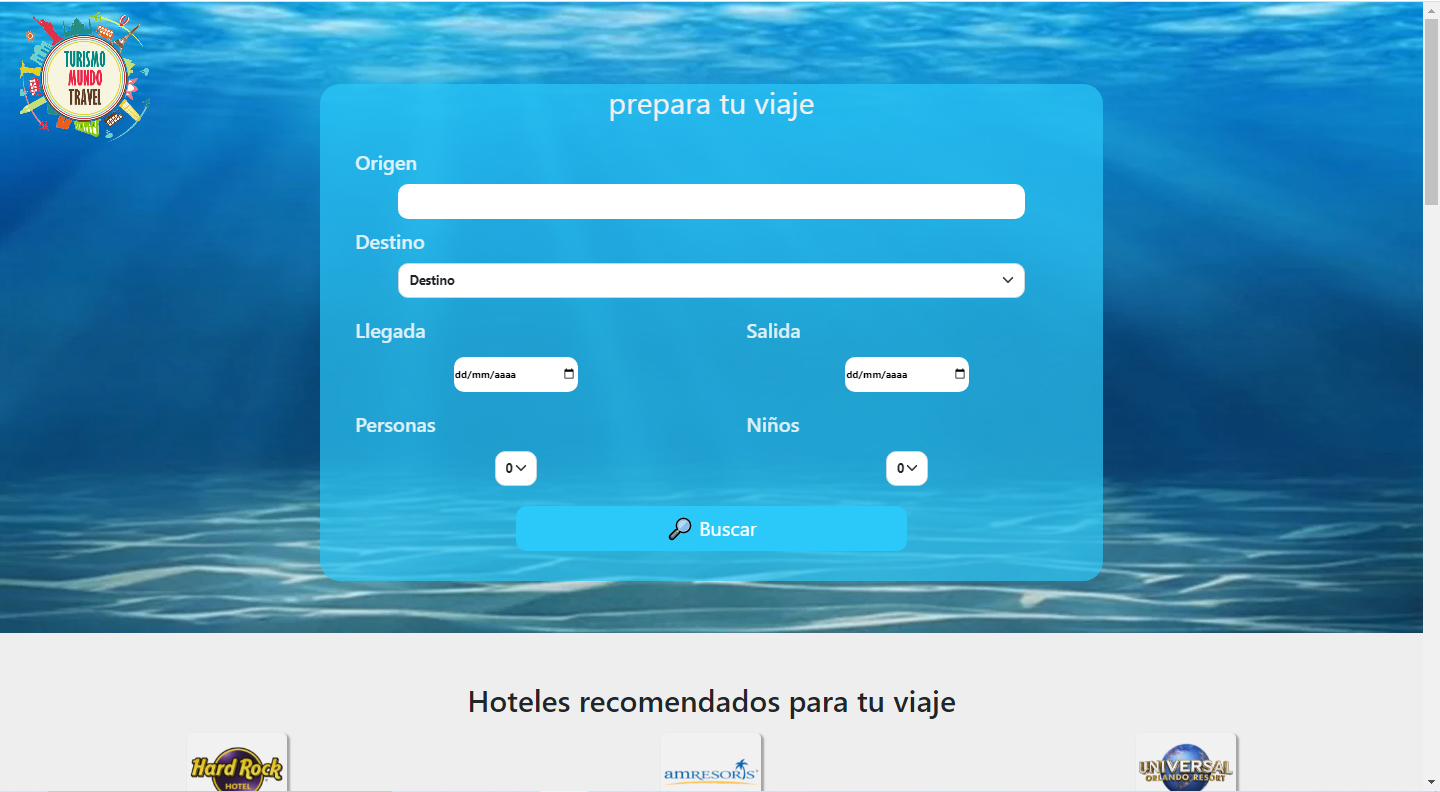 TURISMO
MUNDO
TRAVEL
prepara tu viaje
Origen
Destino
Destino
Llegada Salida
dd/mm/aaaa dd/mm/aaaa
Personas Niños
0 0
Buscar
Hoteles recomendados para tu viaje
Hard Rock amresorts UNIVERSAL
HOTEL ORLANDO RESORT